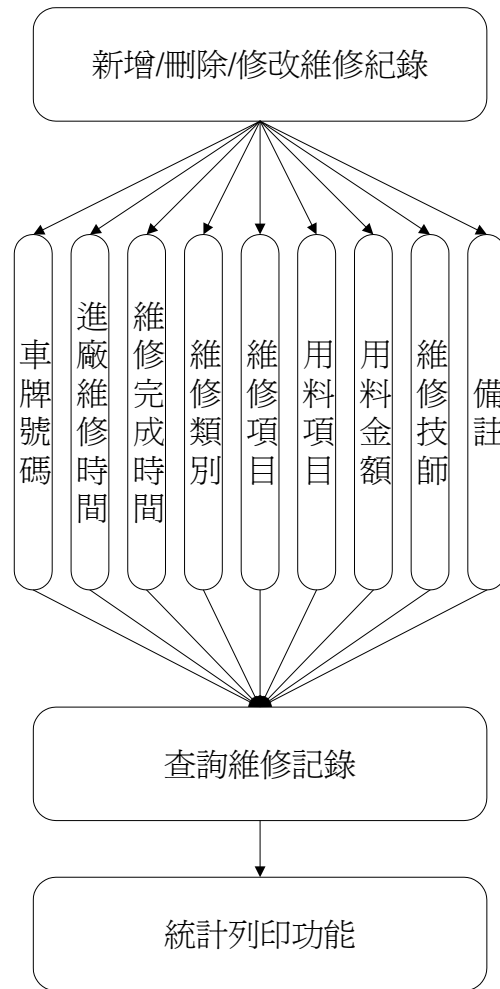 新增/刪除/修改維修紀錄
車牌號碼
進廠維修時間
維修完成時間
維修類別
維修項目
用料項目
用料金額
維修技師
備註
查詢維修記錄
統計列印功能